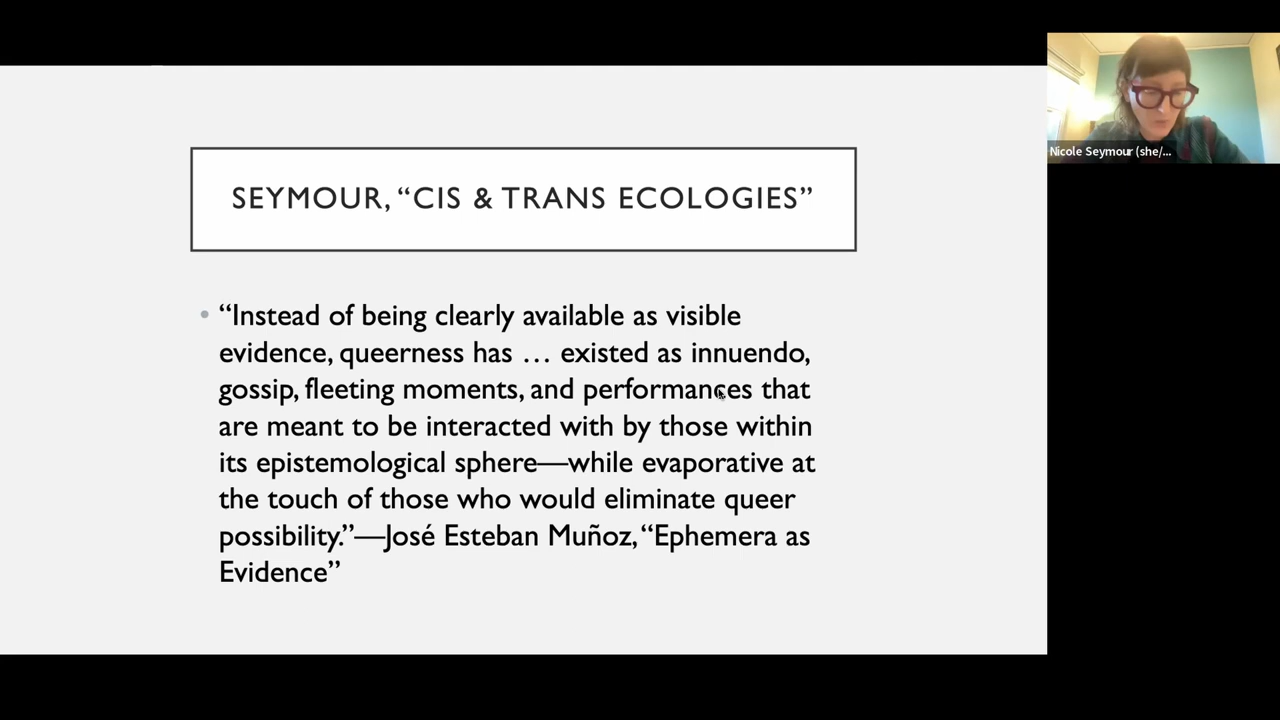 SEYMOUR, “CIS & TRANS ECOLOGIES”
• “Instead of being clearly available as visible
evidence, queerness has … existed as innuendo,
gossip, fleeting moments, and performances that
are meant to be interacted with by those within
its epistemological sphere—while evaporative at
the touch of those who would eliminate queer
possibility.”—José Esteban Muñoz, “Ephemera as
Evidence”
Nicole Seymour (she/...